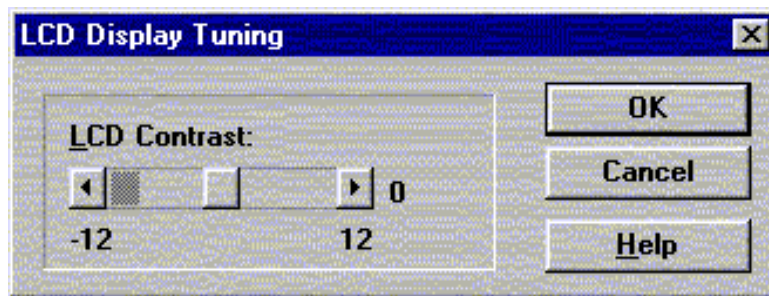 LCD Display Tuning
LCD Contrast:
0
-12 12
OK
Cancel
Help